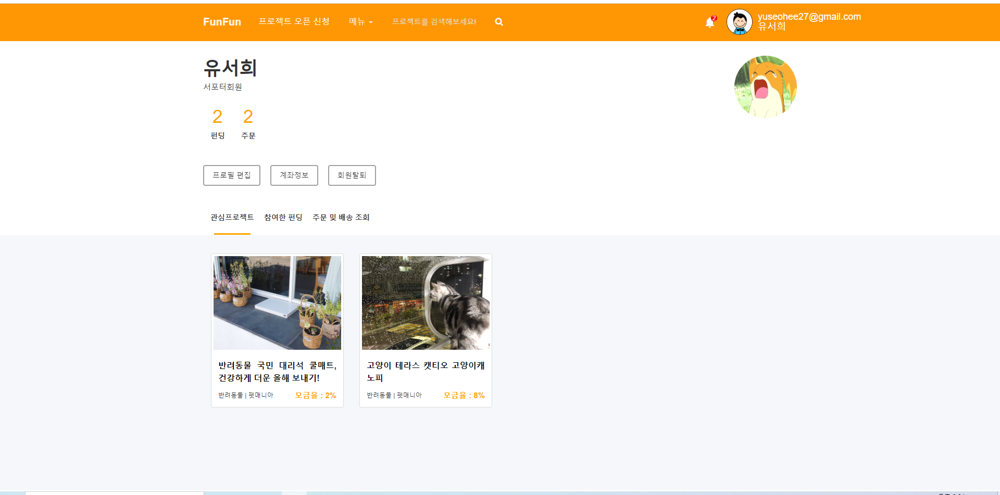 FunFun 프로젝트 오픈 신청 메뉴 프로젝트를 검색해보세요!
2
yuseohee27@gmail.com
유서희
유서희
서포터회원
2 2
펀딩 주문
프로필 편집 계좌정보 회원탈퇴
관심프로젝트 참여한 펀딩 주문 및 배송 조회
반려동물 국민 대리석 쿨매트,
건강하게 더운 올해 보내기!
반려동물 | 펫매니아 모금율 : 2%
고양이 테라스 캣티오 고양이캐
노피
반려동물 | 펫매니아 모금율 : 8%